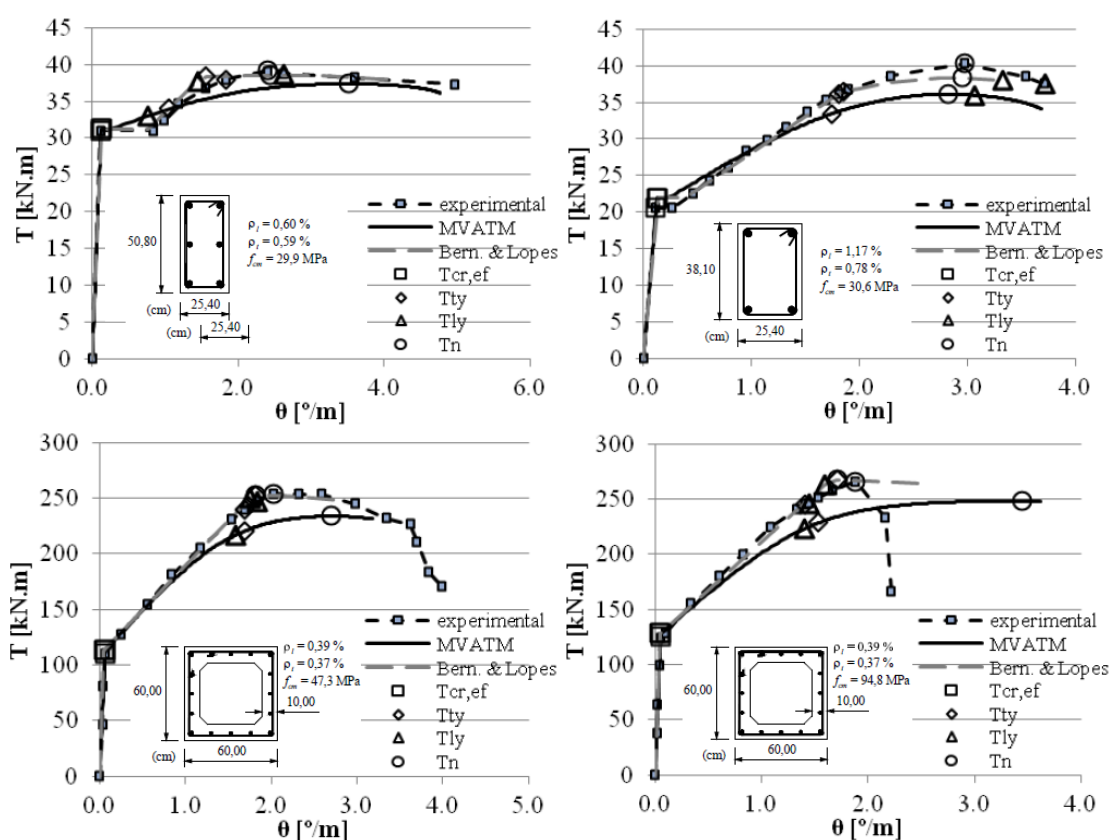 45
40
35
30
25
20
15
10
5
0
T [kN.m]
0.0 2.0 4.0 6.0
θ [º/m]
50,80
25,40
(cm)
(cm)
25,40
ρl = 0,60 %
ρt = 0,59 %
fcm = 29,9 MPa
experimental
MVATM
Bern. & Lopes
Tcr,ef
Tty
Tly
Tn
45
40
35
30
25
20
15
10
5
0
T [kN.m]
0.0 1.0 2.0 3.0 4.0
θ [º/m]
38,10
(cm)
25,40
ρl = 1,17 %
ρt = 0,78 %
fcm = 30,6 MPa
experimental
MVATM
Bern. & Lopes
Tcr,ef
Tty
Tly
Tn
300
250
200
150
100
50
0
T [kN.m]
0.0 1.0 2.0 3.0 4.0 5.0
θ [º/m]
60,00
(cm)
60,00
10,00
ρl = 0,39 %
ρt = 0,37 %
fcm = 47,3 MPa
experimental
MVATM
Bern. & Lopes
Tcr,ef
Tty
Tly
Tn
300
250
200
150
100
50
0
T [kN.m]
0.0 1.0 2.0 3.0 4.0
θ [º/m]
60,00
(cm)
60,00
10,00
ρl = 0,39 %
ρt = 0,37 %
fcm = 94,8 MPa
experimental
MVATM
Bern. & Lopes
Tcr,ef
Tty
Tly
Tn